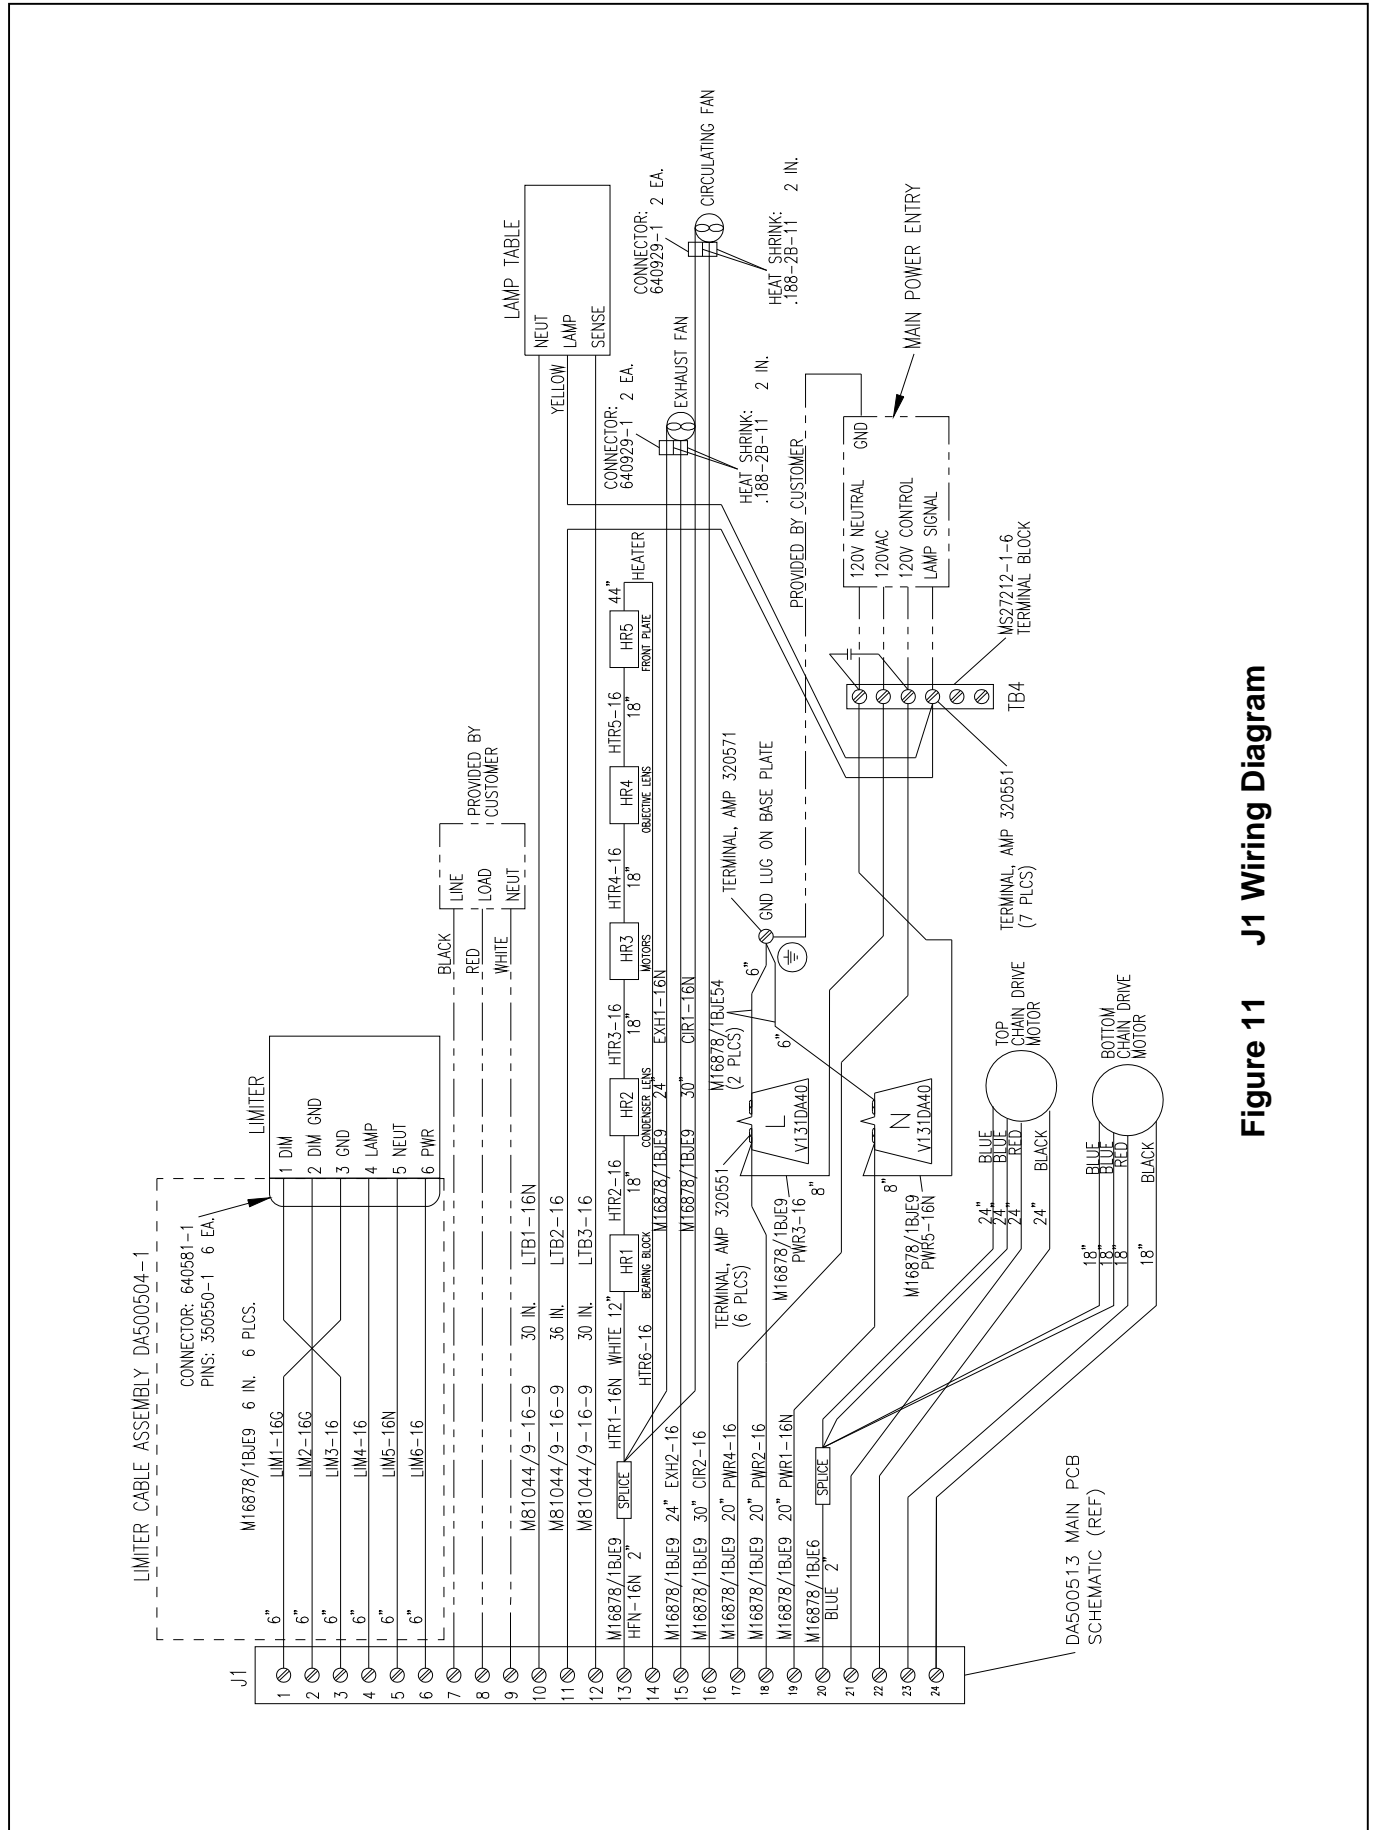 LIMITER CABLE ASSEMBLY DA500504-1
CONNECTOR: 640581-1
PINS: 350550-1 6 EA.
M16878/1BJE9 6 IN. 6 PLCS.
LIMITER
1 DIM
2 DIM GND
3 GND
4 LAMP
5 NEUT
6 PWR
LIM1-16G
LIM2-16G
LIM3-16
LIM4-16
LIM5-16N
LIM6-16
6"
6"
6"
6"
6"
6"
J1
1
2
3
4
5
6
7
8
9
10
11
12
13
14
15
16
17
18
19
20
21
22
23
24
BLACK
RED
WHITE
LINE
LOAD
NEUT
PROVIDED BY
CUSTOMER
M81044/9-16-9 30 IN. LTB1-16N
M81044/9-16-9 36 IN. LTB2-16
M81044/9-16-9 30 IN. LTB3-16
LAMP TABLE
NEUT
LAMP
SENSE
YELLOW
M16878/1BJE9
HFN-16N 2"
SPLICE
HTR1-16N WHITE 12"
HTR6-16
HR1
BEARING BLOCK
HTR2-16
18"
HR2
CONDENSER LENS
HTR3-16
18"
HR3
MOTORS
HTR4-16
18"
HR4
OBJECTIVE LENS
HTR5-16
18"
HR5
FRONT PLATE
44"
HEATER
M16878/1BJE9 24" EXH1-16N
M16878/1BJE9 30" CIR1-16N
M16878/1BJE9 24" EXH2-16
M16878/1BJE9 30" CIR2-16
M16878/1BJE9 20" PWR4-16
M16878/1BJE9 20" PWR2-16
M16878/1BJE9 20" PWR1-16N
M16878/1BJE6
BLUE 2"
SPLICE
CONNECTOR:
640929-1 2 EA.
EXHAUST FAN
HEAT SHRINK:
.188-2B-11 2 IN.
CONNECTOR:
640929-1 2 EA.
CIRCULATING FAN
HEAT SHRINK:
.188-2B-11 2 IN.
TERMINAL, AMP 320551
(6 PLCS)
M16878/1BJE54
(2 PLCS)
6"
6"
L
V131DA40
M16878/1BJE9
PWR3-16
8"
N
V131DA40
M16878/1BJE9
PWR5-16N
8"
TERMINAL, AMP 320571
GND LUG ON BASE PLATE
PROVIDED BY CUSTOMER
GND
120V NEUTRAL
120VAC
120V CONTROL
LAMP SIGNAL
MAIN POWER ENTRY
MS27212-1-6
TERMINAL BLOCK
TB4
TERMINAL, AMP 320551
(7 PLCS)
24"
24"
24"
24"
BLUE
BLUE
RED
BLACK
TOP
CHAIN DRIVE
MOTOR
18"
18"
18"
18"
BLUE
BLUE
RED
BLACK
BOTTOM
CHAIN DRIVE
MOTOR
DA500513 MAIN PCB
SCHEMATIC (REF)
Figure 11 J1 Wiring Diagram